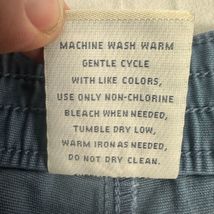 MACHINE WASH WARM
GENTLE CYCLE
WITH LIKE COLORS,
USE ONLY NON-CHLORINE
BLEACH WHEN NEEDED,
TUMBLE DRY LOW,
WARM IRON AS NEEDED,
DO NOT DRY CLEAN.